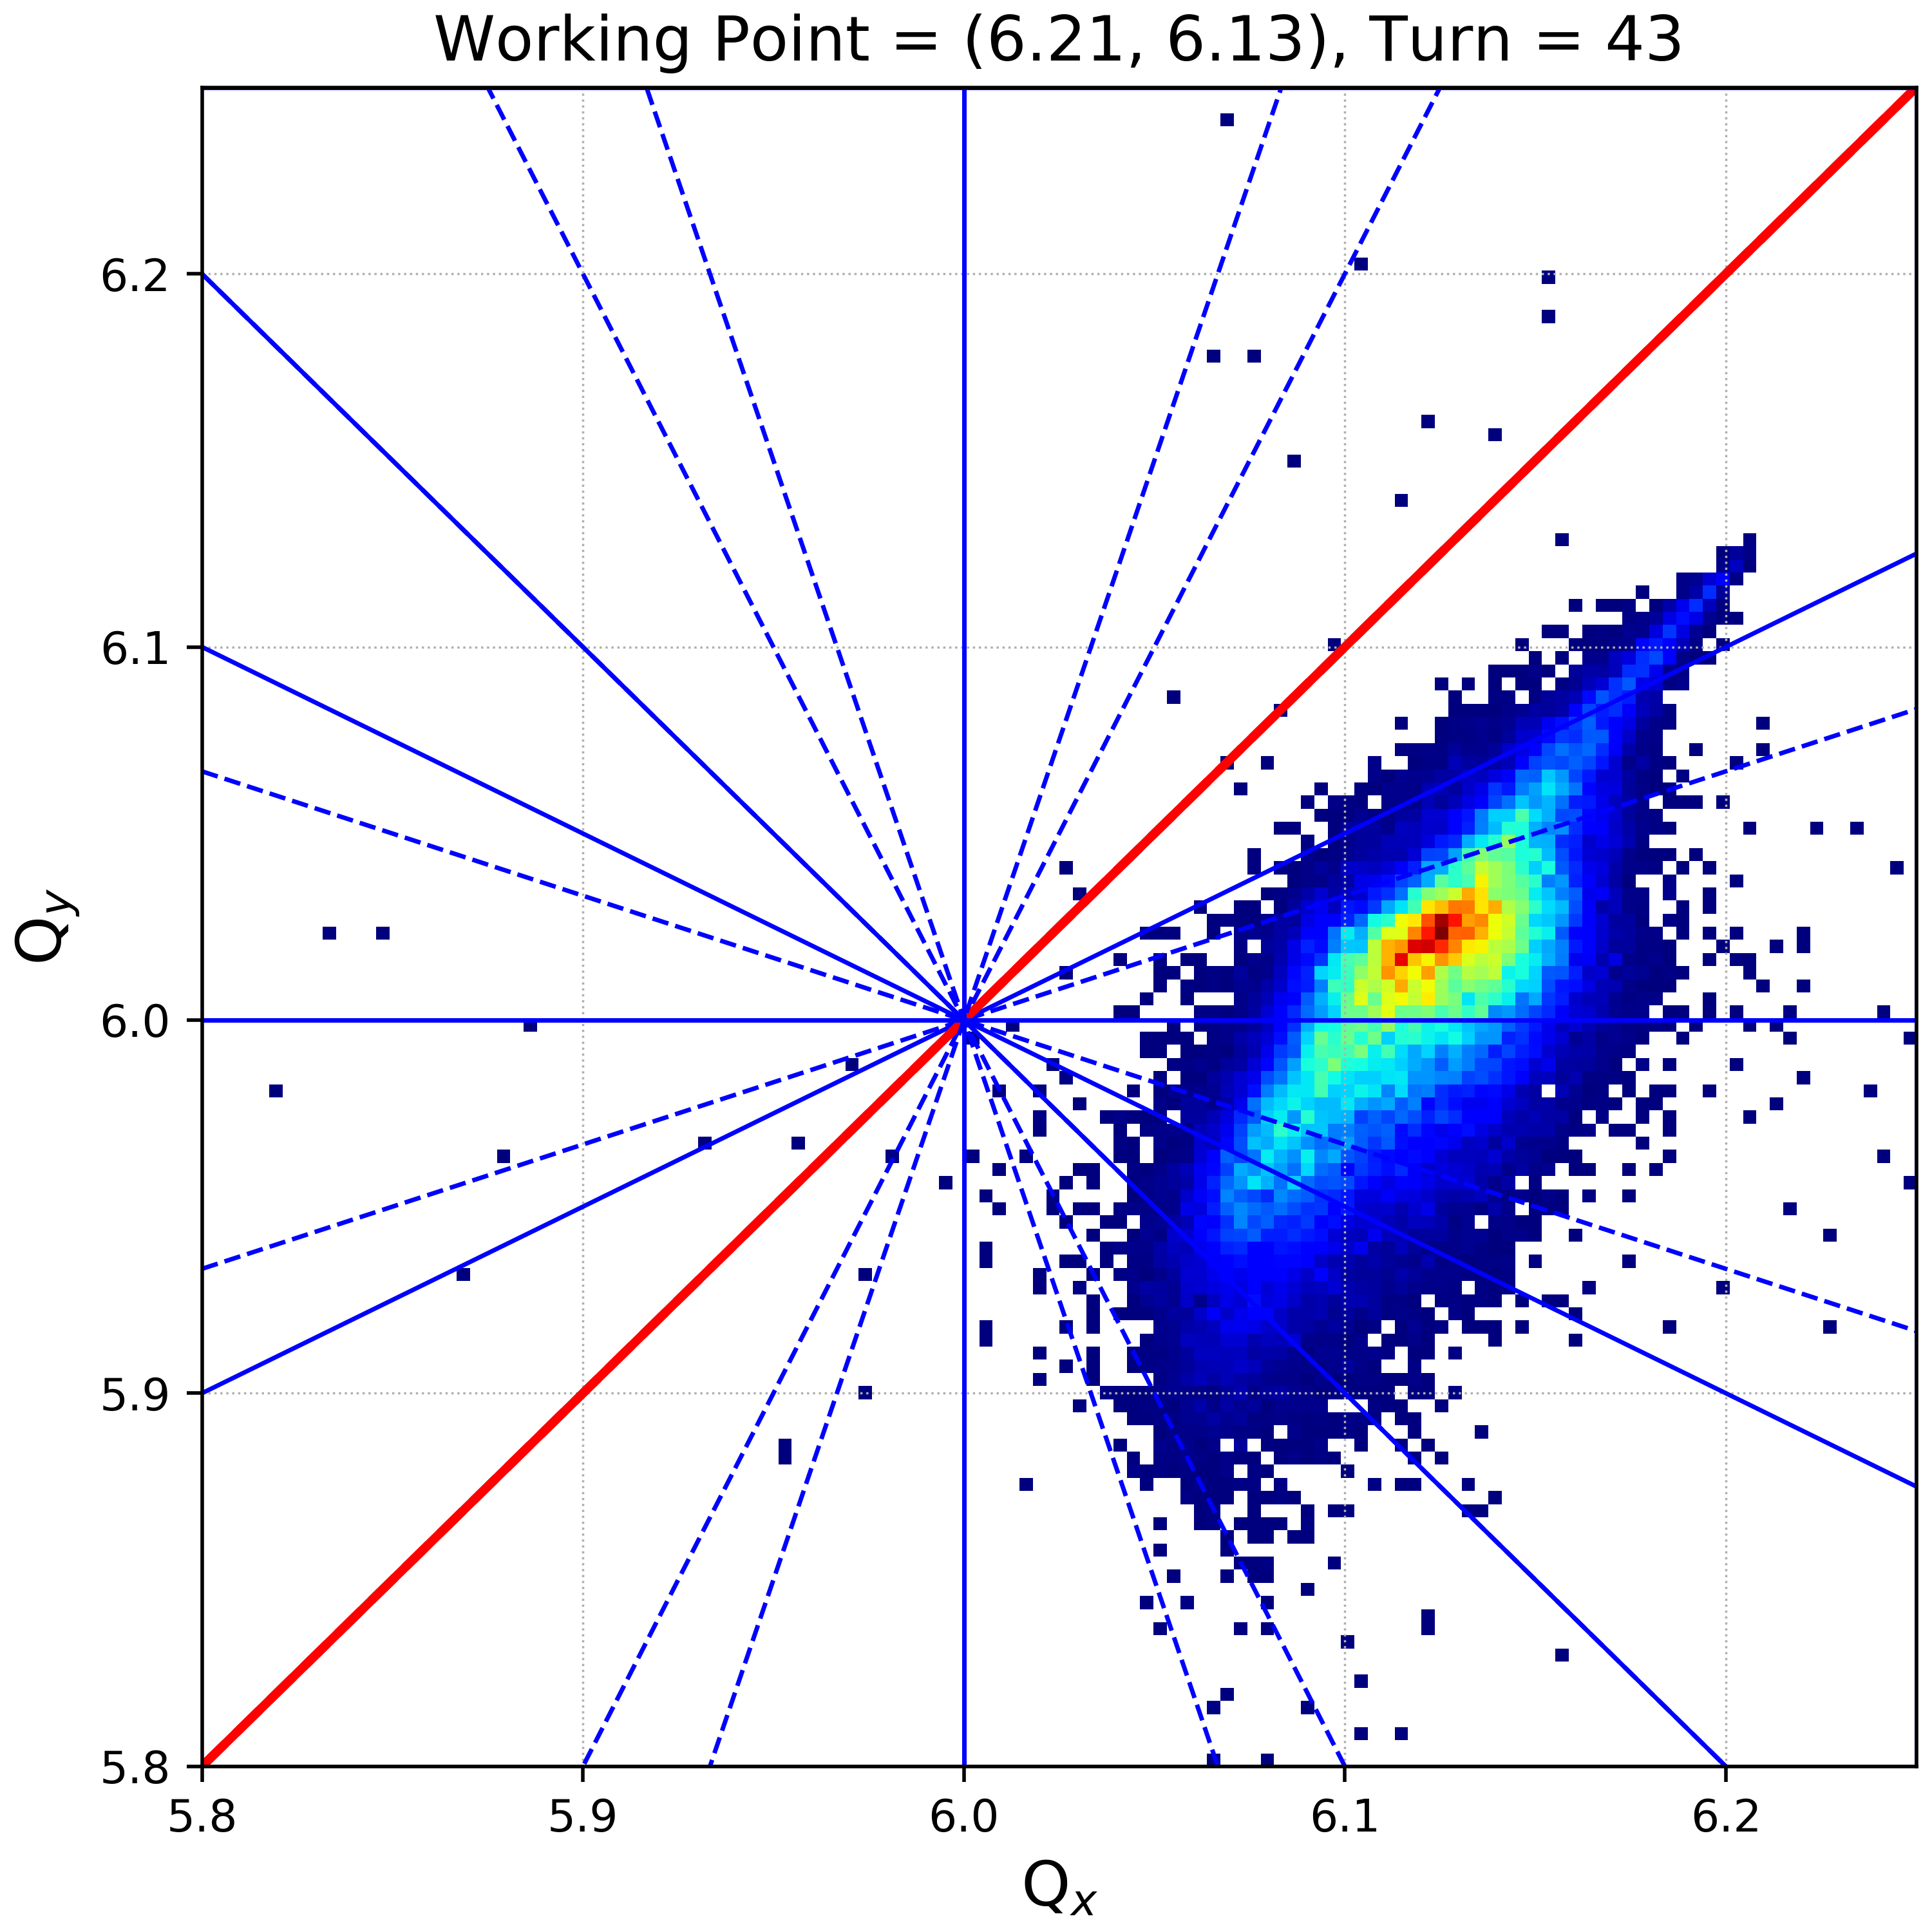 Working Point = (6.21, 6.13), Turn = 43
6.2
6.1
6.0
5.9
5.8
Qy
5.8 5.9 6.0 6.1 6.2
Qx